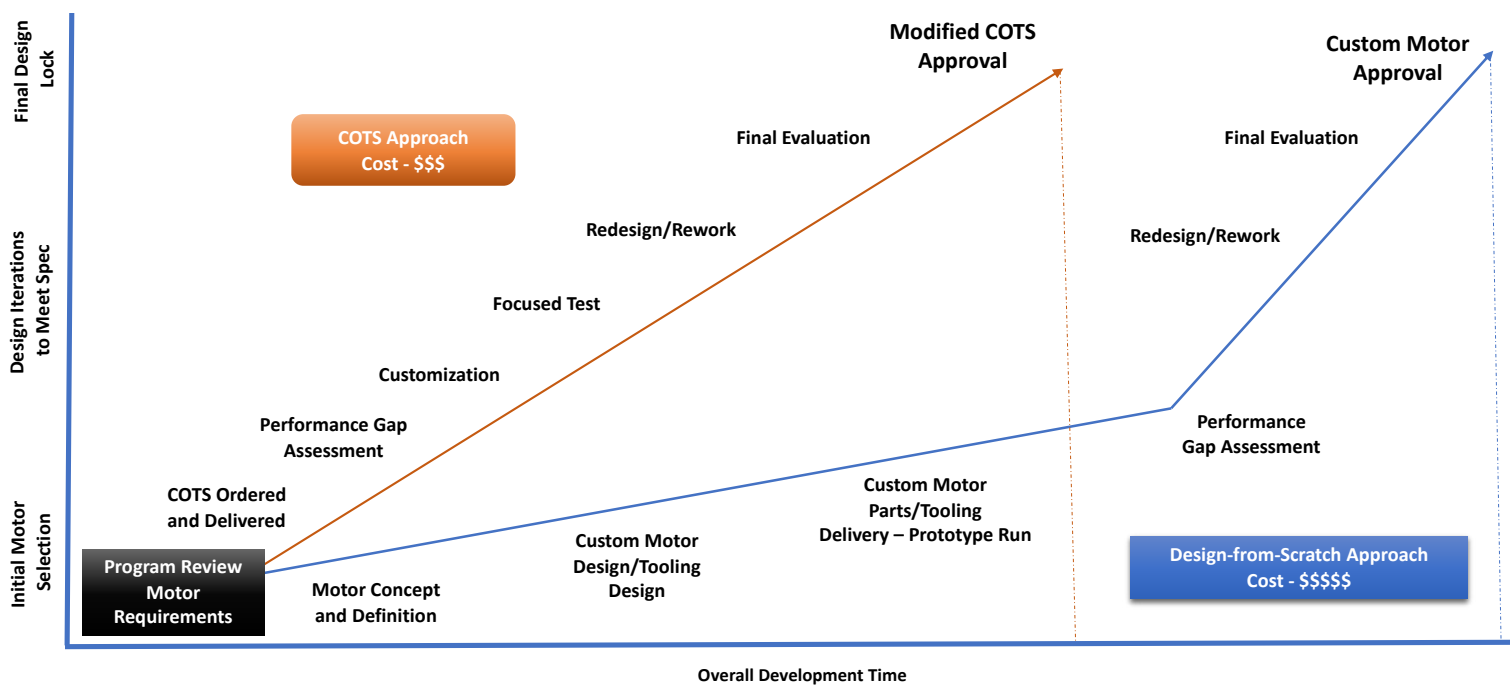 Final Design
Lock
Design Iterations
to Meet Spec
Initial Motor
Selection
Modified COTS
Approval
Custom Motor
Approval
COTS Approach
Cost - $$$
Final Evaluation
Final Evaluation
Redesign/Rework
Redesign/Rework
Focused Test
Customization
Performance Gap
Assessment
Performance
Gap Assessment
COTS Ordered
and Delivered
Program Review
Motor
Requirements
Motor Concept
and Definition
Custom Motor
Design/Tooling
Design
Custom Motor
Parts/Tooling
Delivery – Prototype Run
Design-from-Scratch Approach
Cost - $$$$$
Overall Development Time